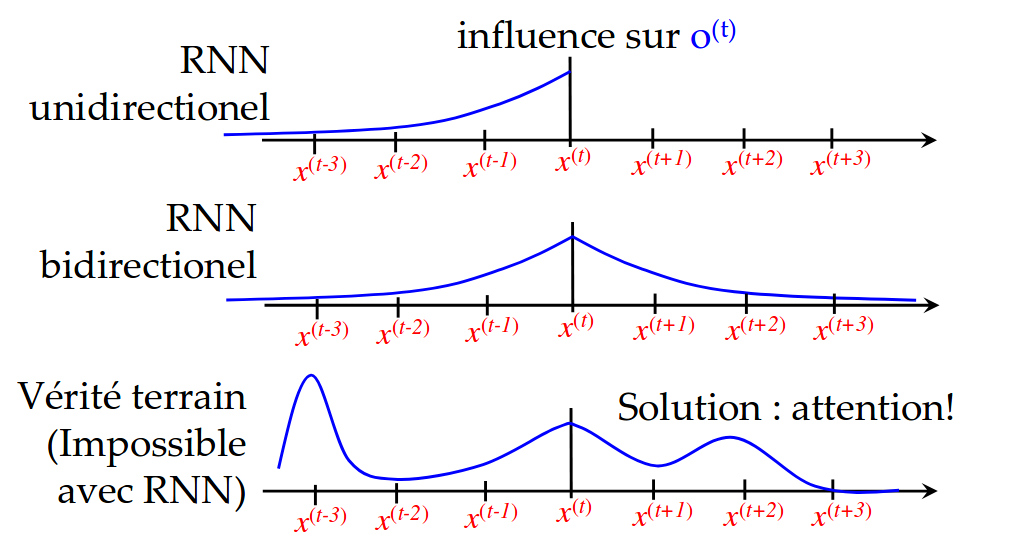 influence sur o(t)
RNN
unidirectionel
x(t-3) x(t-2) x(t-1) x(t) x(t+1) x(t+2) x(t+3)
RNN
bidirectionel
x(t-3) x(t-2) x(t-1) x(t) x(t+1) x(t+2) x(t+3)
Vérité terrain
(Impossible
avec RNN)
Solution : attention!
x(t-3) x(t-2) x(t-1) x(t) x(t+1) x(t+2) x(t+3)